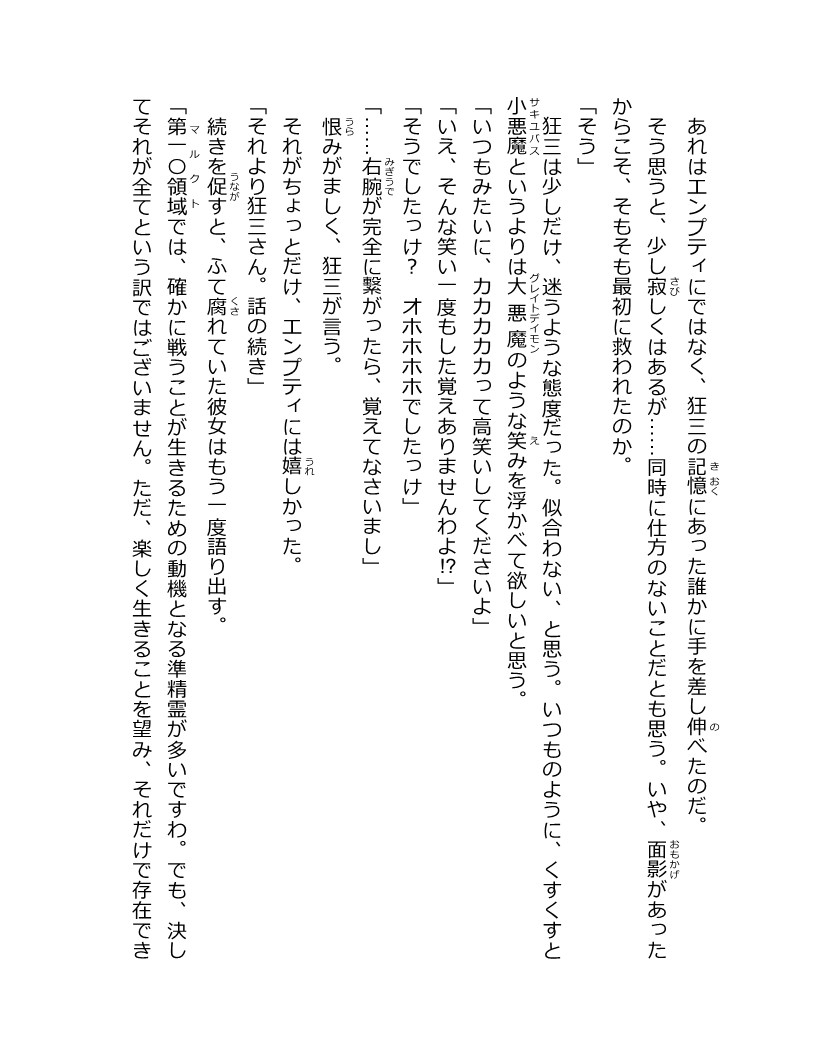 あれはエンプティにではなく、狂三の記憶にあった誰かに手を差し伸べたのだ。
そう思うと、少し寂しくはあるが……同時に仕方のないことだとも思う。いや、面影があった
からこそ、そもそも最初に救われたのか。
「そう」
狂三は少しだけ、迷うような態度だった。似合わない、と思う。いつものように、くすくすと
小悪魔というよりは大悪魔のような笑みを浮かべて欲しいと思う。
「いつもみたいに、カカカカカって高笑いしてくださいよ」
「いえ、そんな笑い一度もした覚えありませんわよ!?」
「そうでしたっけ？　オホホホホでしたっけ」
「……右腕が完全に繋がったら、覚えてなさいまし」
恨みがましく、狂三が言う。
それがちょっとだけ、エンプティには嬉しかった。
「それより狂三さん。話の続き」
続きを促すと、ふて腐れていた彼女はもう一度語り出す。
「第一〇領域では、確かに戦うことが生きるための動機となる準精霊が多いですわ。でも、決し
てそれが全てという訳ではございません。ただ、楽しく生きることを望み、それだけで存在でき